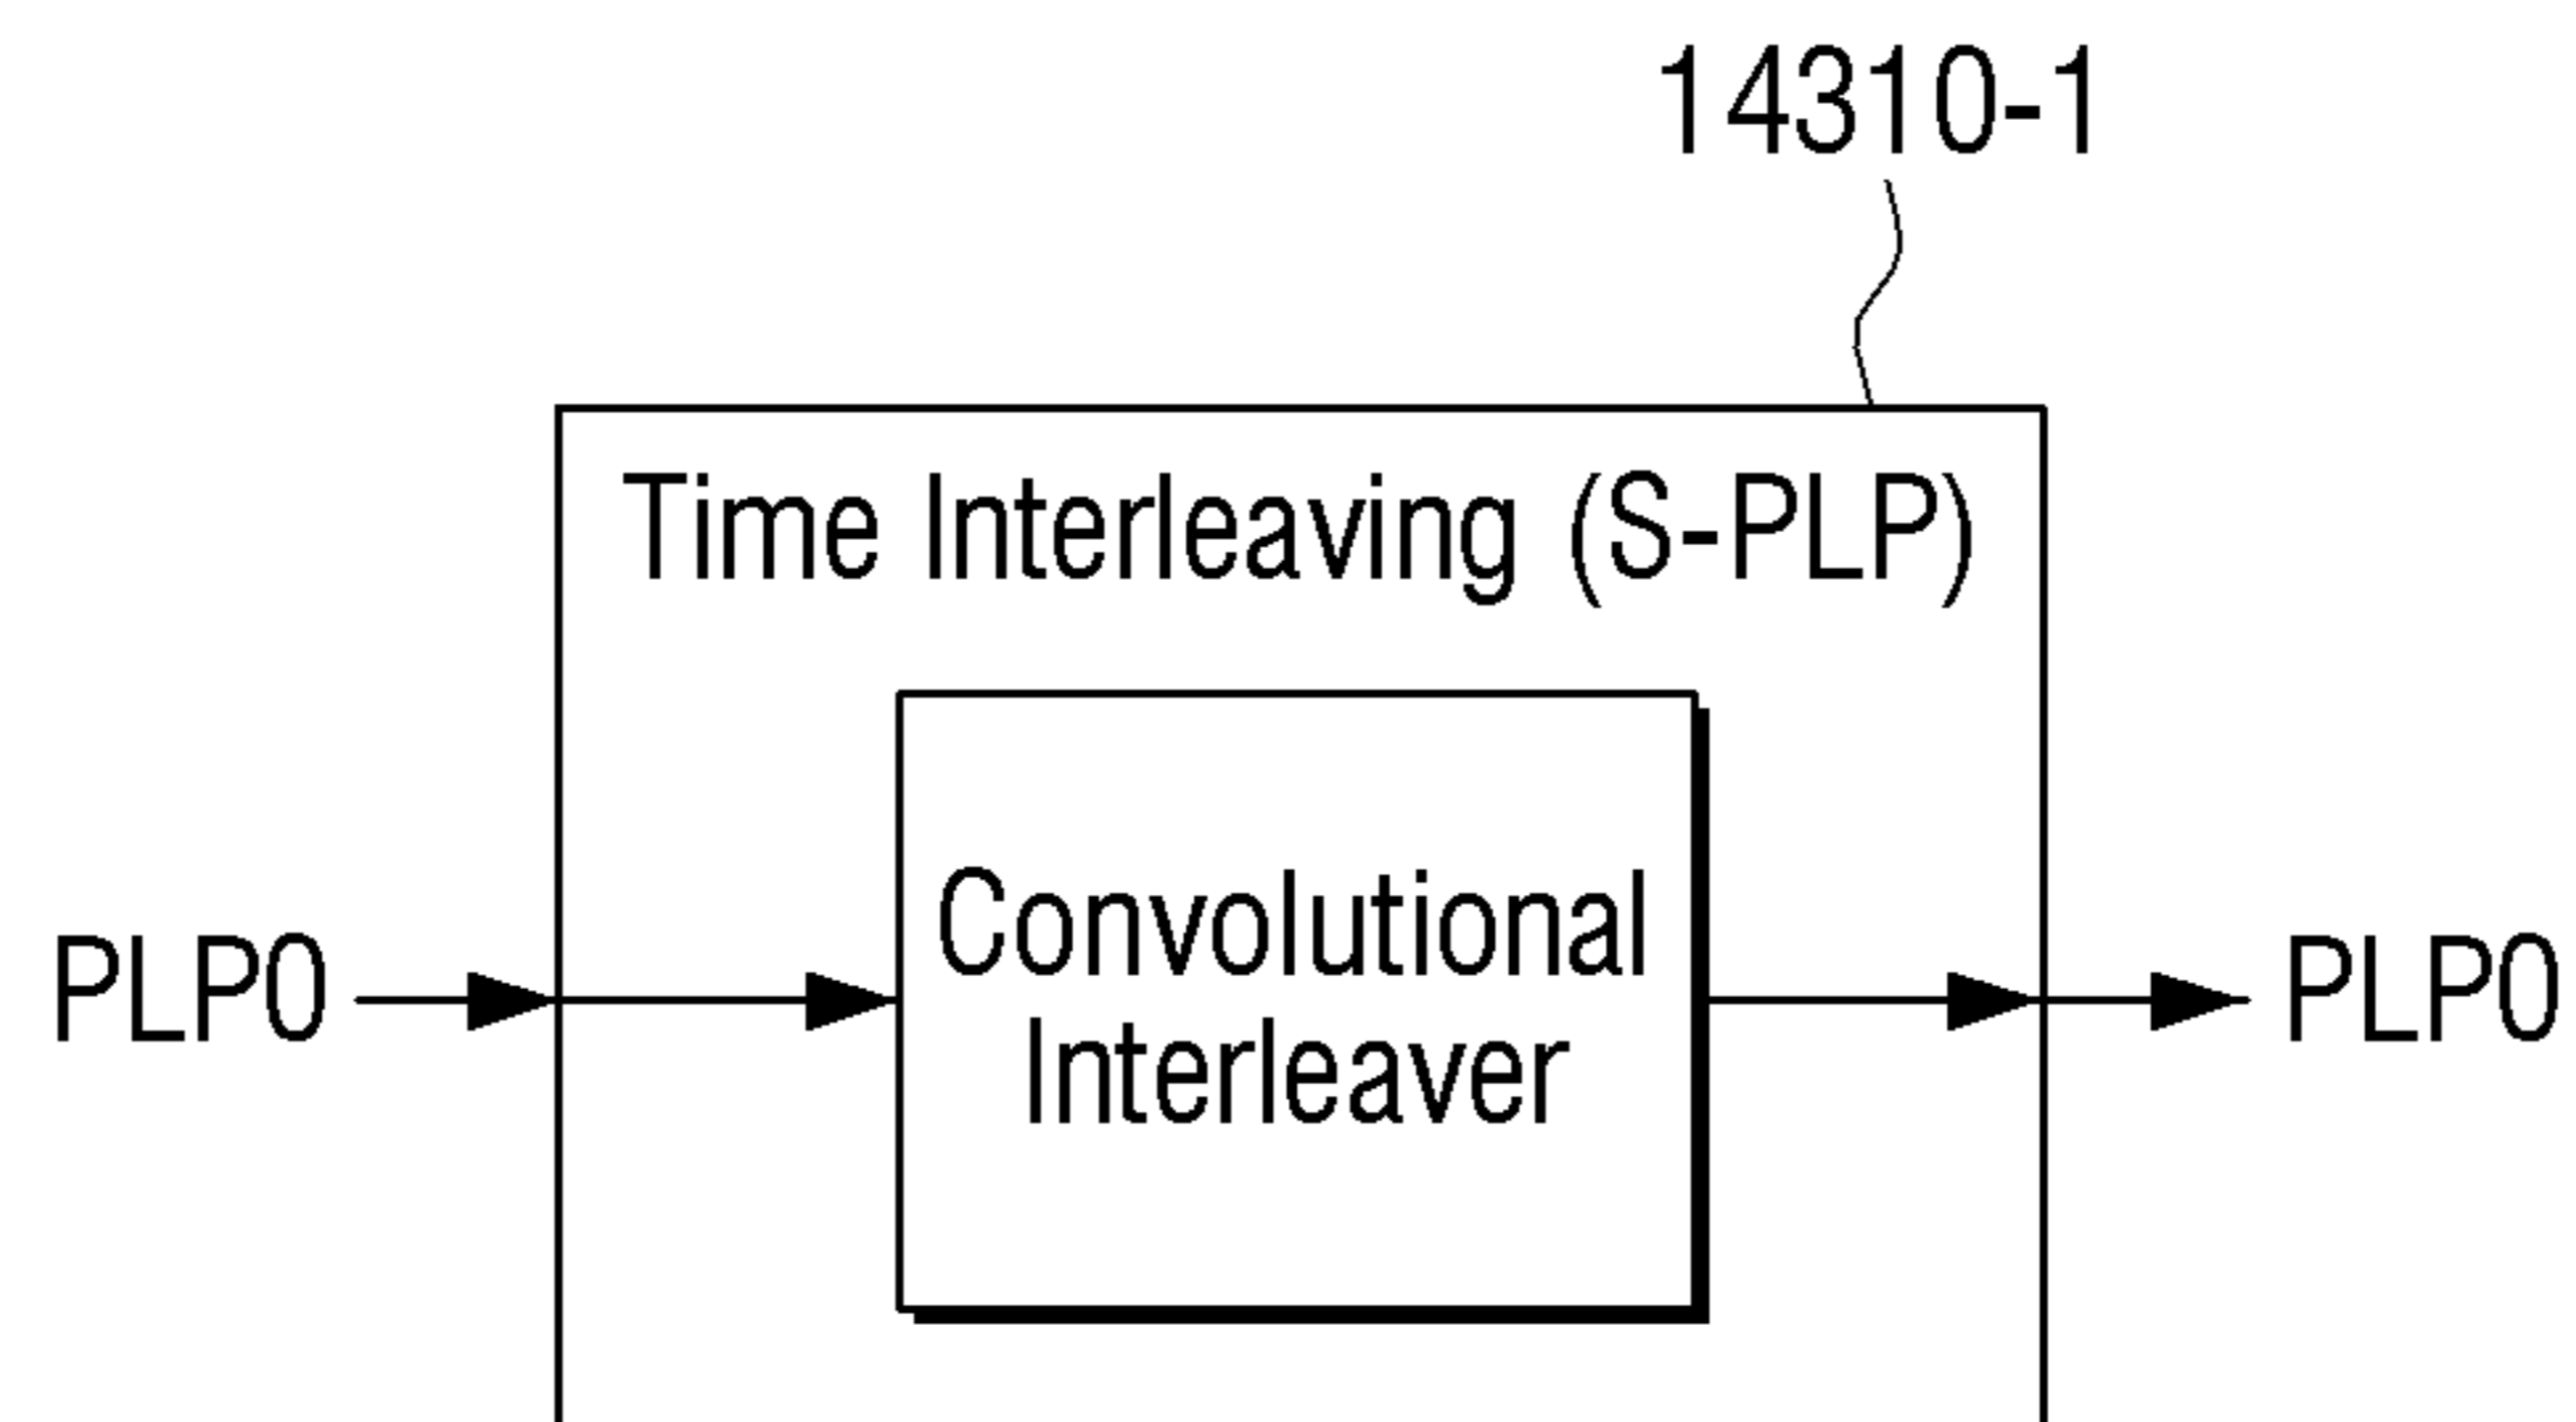 14310-1
Time Interleaving (S-PLP)
PLP0
Convolutional
Interleaver
PLP0